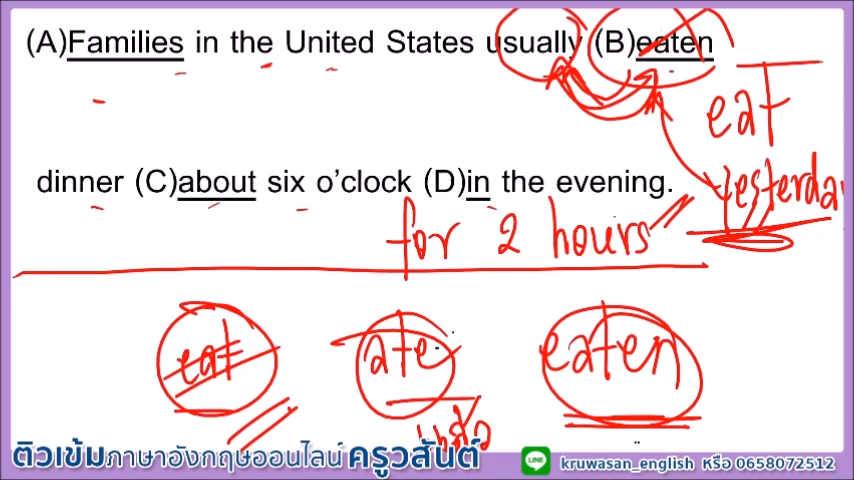 (A)Families in the United States usually (B)eaten
eat
dinner (C)about six o’clock (D)in the evening.
yesterday
for 2 hours
eat ate eaten
ติวเข้มภาษาอังกฤษออนไลน์ ครูวสันต์
LINE kruwasan_english หรือ 0658072512